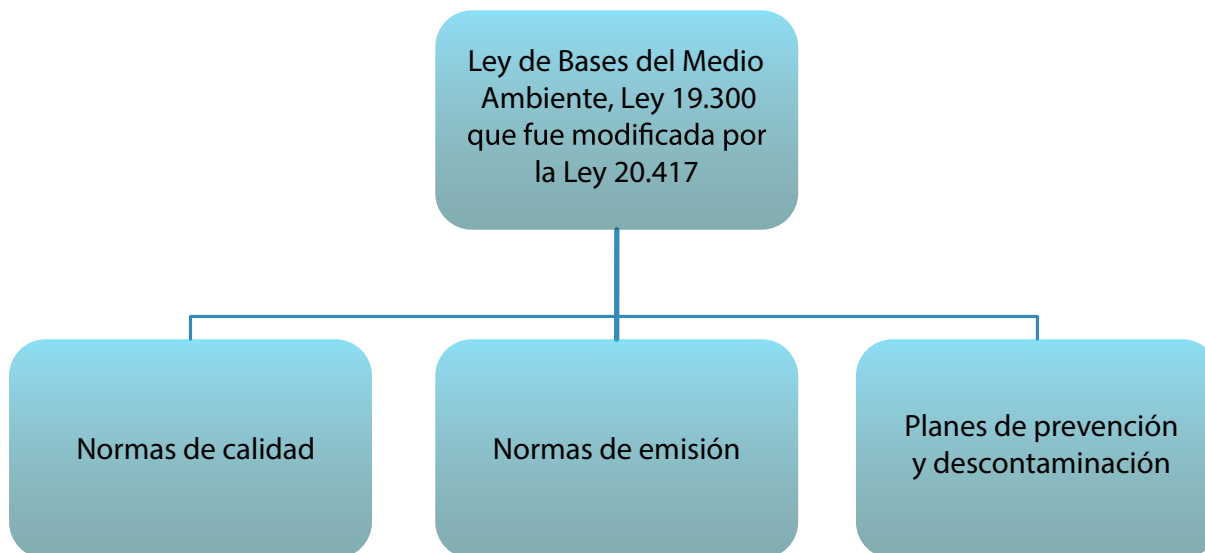 Ley de Bases del Medio
Ambiente, Ley 19.300
que fue modificada por
la Ley 20.417
Normas de calidad
Normas de emisión
Planes de prevención
y descontaminación